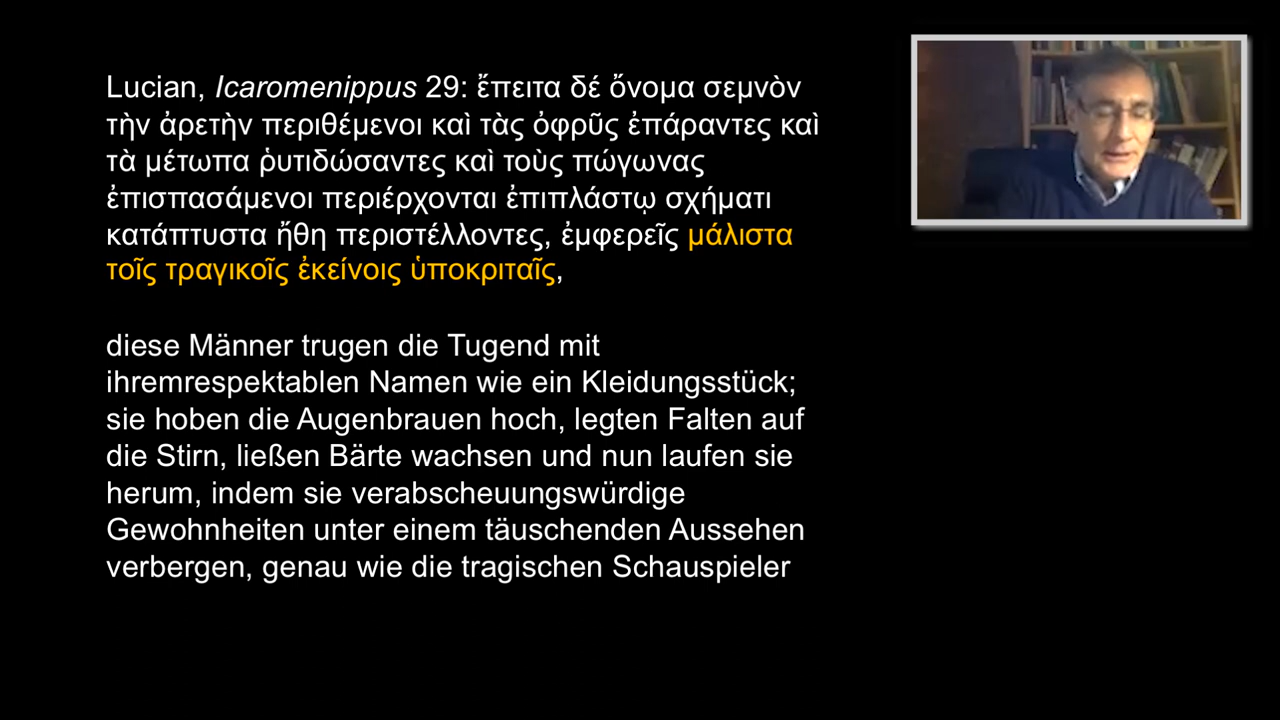 Lucian, Icaromenippus 29: ἔπειτα δέ ὄνομα σεμνὸν
τὴν ἀρετὴν περιθέμενοι καὶ τὰς ὀφρῦς ἐπάραντες καὶ
τὰ μέτωπα ῥυτιδώσαντες καὶ τοὺς πώγωνας
ἐπισπασάμενοι περιέρχονται ἐπιπλάστῳ σχήματι
κατάπτυστα ἤθη περιστέλλοντες, ἐμφερεῖς μάλιστα
τοῖς τραγικοῖς ἐκείνοις ὑποκριταῖς,
diese Männer trugen die Tugend mit
ihremrespektablen Namen wie ein Kleidungsstück;
sie hoben die Augenbrauen hoch, legten Falten auf
die Stirn, ließen Bärte wachsen und nun laufen sie
herum, indem sie verabscheuungswürdige
Gewohnheiten unter einem täuschenden Aussehen
verbergen, genau wie die tragischen Schauspieler